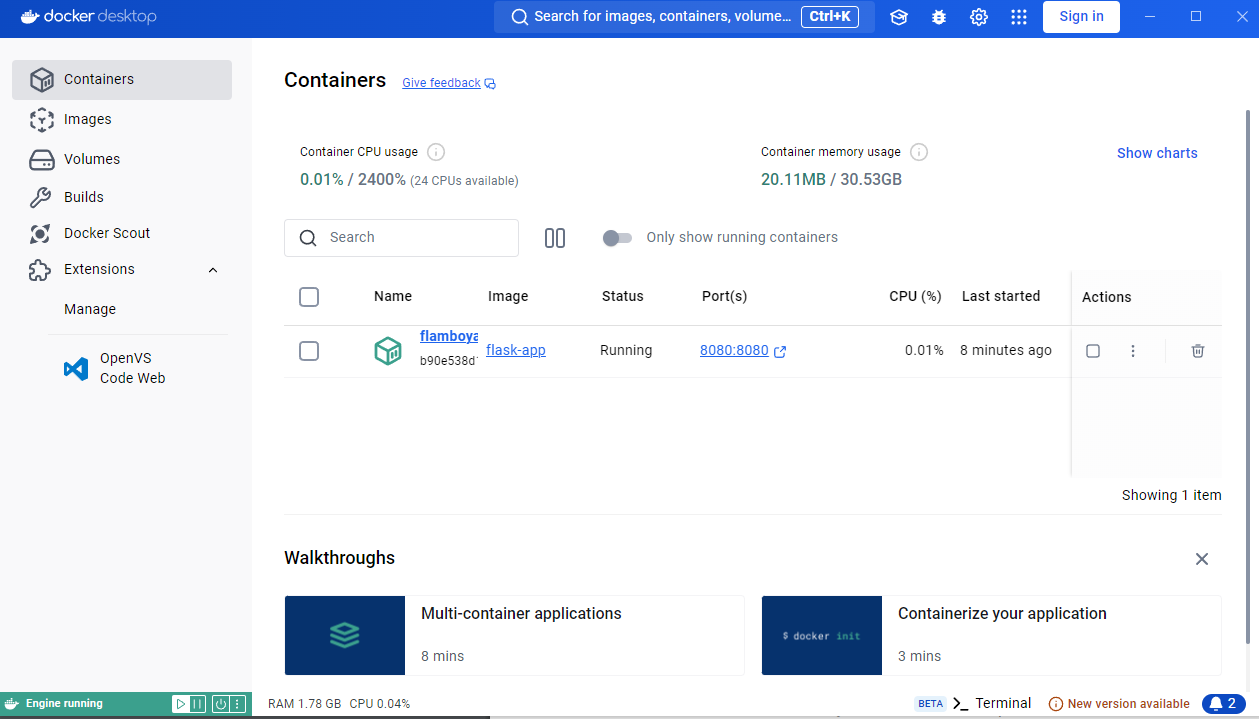 docker desktop
Search for images, containers, volume... Ctrl+K
Sign in
Containers
Images
Volumes
Builds
Docker Scout
Extensions
Manage
OpenVS
Code Web
Containers Give feedback
Container CPU usage
0.01% / 2400% (24 CPUs available)
Container memory usage
20.11MB / 30.53GB
Show charts
Search
Only show running containers
Name Image Status Port(s) CPU (%) Last started Actions
flamboya
b90e538d
flask-app Running 8080:8080 0.01% 8 minutes ago
Showing 1 item
Walkthroughs
Multi-container applications
8 mins
$ docker init
Containerize your application
3 mins
Engine running
RAM 1.78 GB CPU 0.04%
BETA Terminal
New version available
2